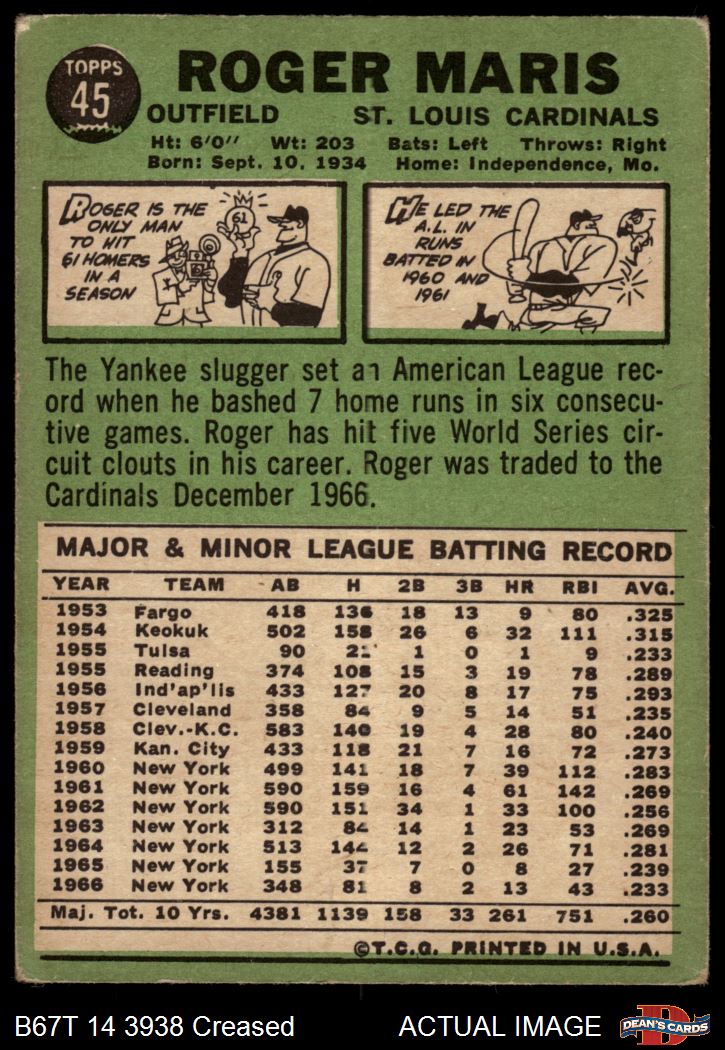 TOPPS
45
ROGER MARIS
OUTFIELD ST. LOUIS CARDINALS
Ht: 6'0" Wt: 203 Bats: Left Throws: Right
Born: Sept. 10, 1934 Home: Independence, Mo.
ROGER IS THE
ONLY MAN
TO HIT
61 HOMERS
IN A
SEASON
61
HE LED THE
A.L. IN
RUNS
BATTED IN
1960 AND
1961
The Yankee slugger set an American League rec-
ord when he bashed 7 home runs in six consecu-
tive games. Roger has hit five World Series cir-
cuit clouts in his career. Roger was traded to the
Cardinals December 1966.
MAJOR & MINOR LEAGUE BATTING RECORD
YEAR TEAM AB H 2B 3B HR RBI AVG.
1953 Fargo 418 136 18 13 9 80 .325
1954 Keokuk 502 158 26 6 32 111 .315
1955 Tulsa 90 21 1 0 1 9 .233
1955 Reading 374 108 15 3 19 78 .289
1956 Ind'ap'lis 433 127 20 8 17 75 .293
1957 Cleveland 358 84 9 5 14 51 .235
1958 Clev.-K.C. 583 140 19 4 28 80 .240
1959 Kan. City 433 118 21 7 16 72 .273
1960 New York 499 141 18 7 39 112 .283
1961 New York 590 159 16 4 61 142 .269
1962 New York 590 151 34 1 33 100 .256
1963 New York 312 84 14 1 23 53 .269
1964 New York 513 144 12 2 26 71 .281
1965 New York 155 37 7 0 8 27 .239
1966 New York 348 81 8 2 13 43 .233
Maj. Tot. 10 Yrs. 4381 1139 158 33 261 751 .260
©T.C.G. PRINTED IN U.S.A.
B67T 14 3938 Creased ACTUAL IMAGE
D
DEAN'S CARDS